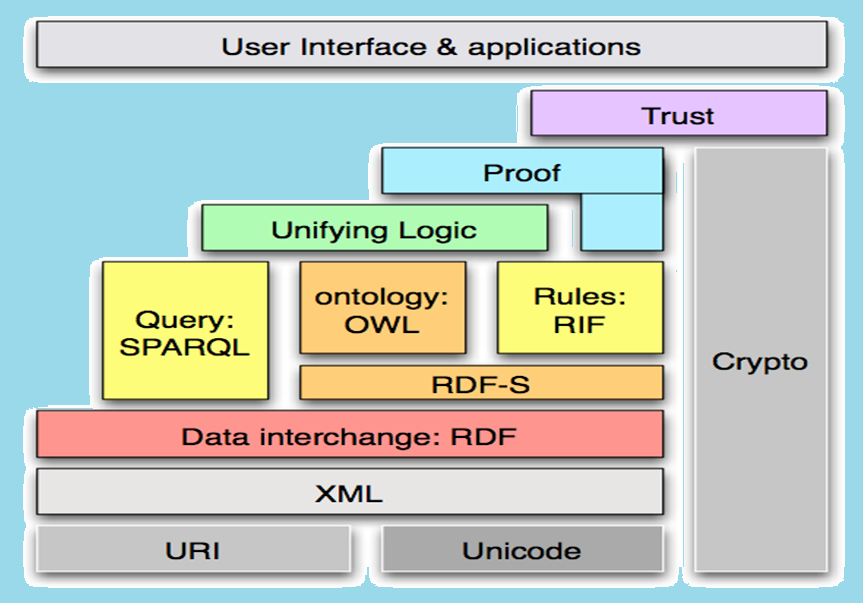 User Interface & applications
Trust
Proof
Unifying Logic
Query:
SPARQL
ontology:
OWL
Rules:
RIF
Crypto
RDF-S
Data interchange: RDF
XML
URI
Unicode